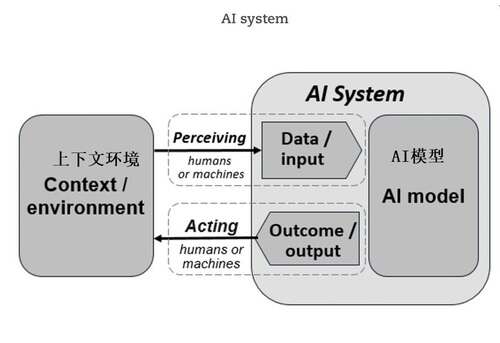 AI system
AI System
上下文环境
Context /
environment
Perceiving
humans
or machines
Data /
input
AI模型
AI model
Acting
humans or
machines
Outcome /
output